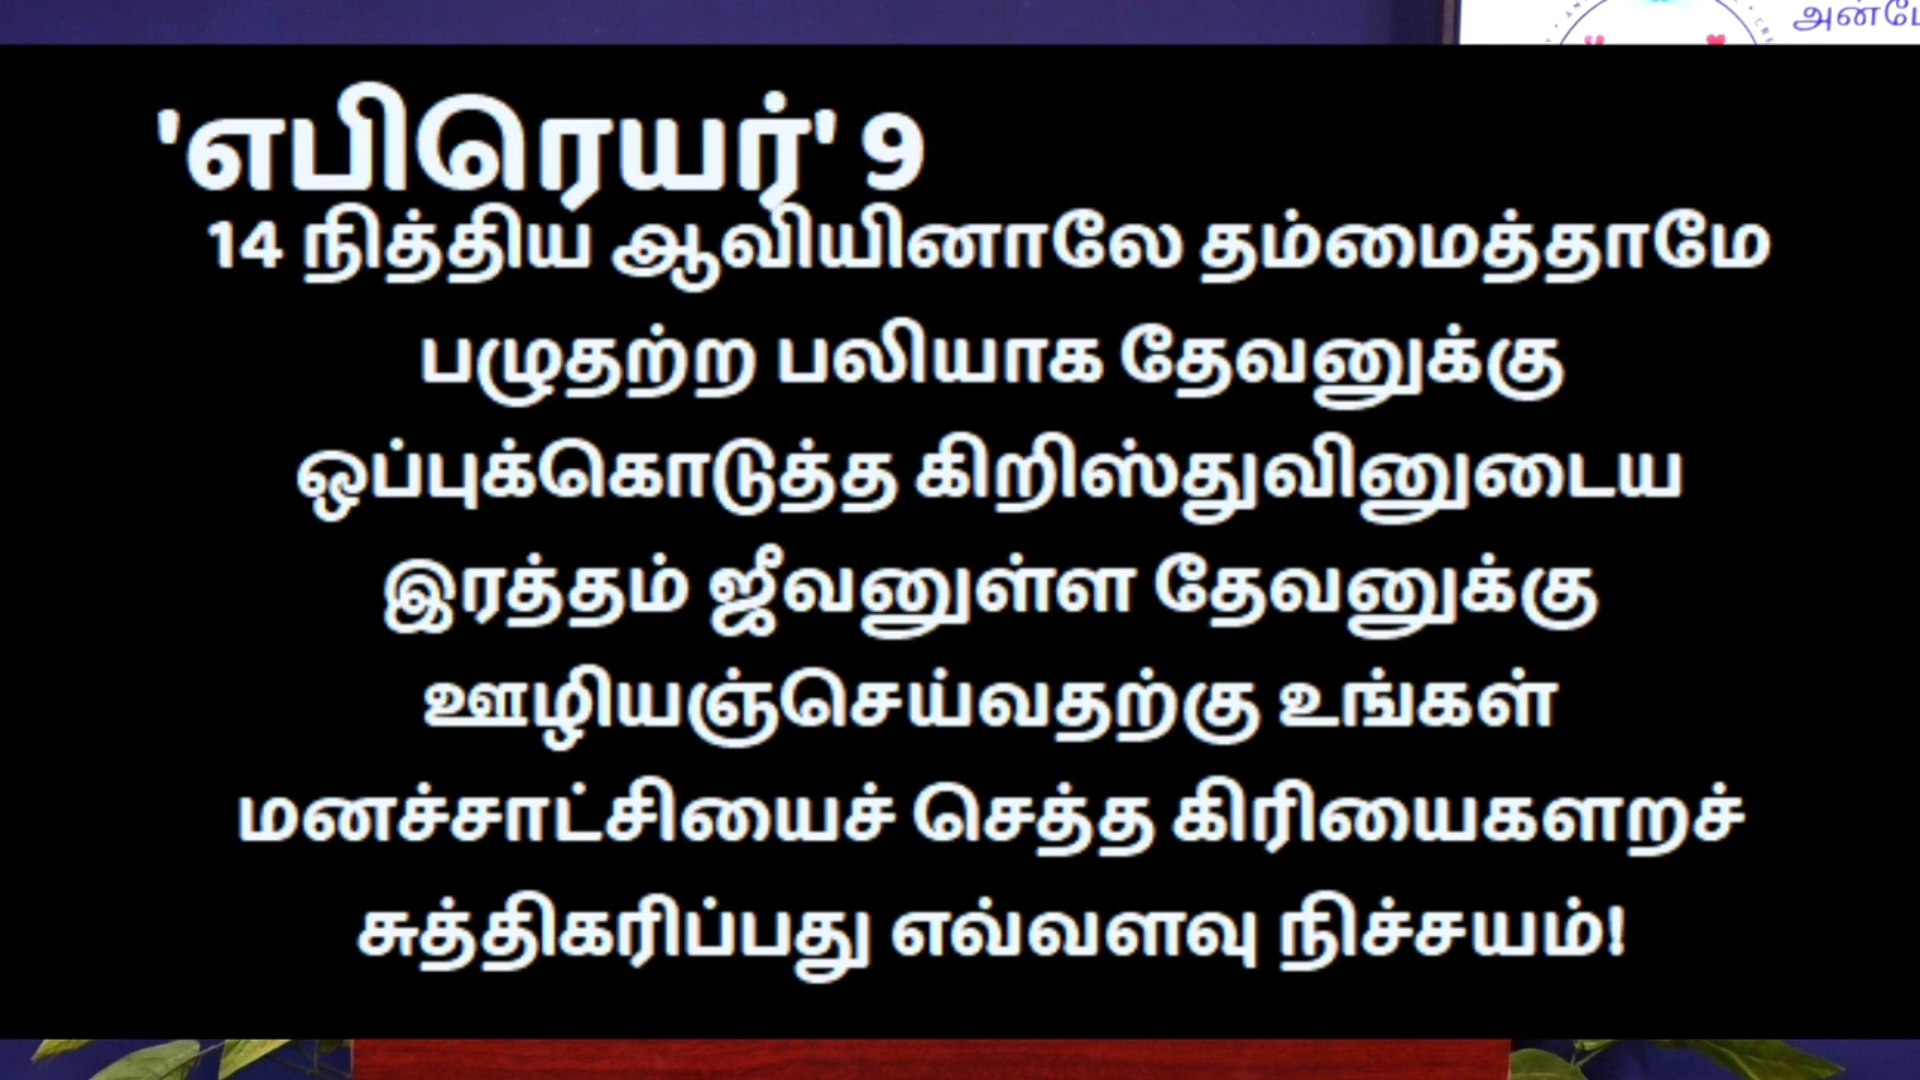 'எபிரெயர்' 9
14 நித்திய ஆவியினாலே தம்மைத்தாமே
பழுதற்ற பலியாக தேவனுக்கு
ஒப்புக்கொடுத்த கிறிஸ்துவினுடைய
இரத்தம் ஜீவனுள்ள தேவனுக்கு
ஊழியஞ்செய்வதற்கு உங்கள்
மனச்சாட்சியைச் செத்த கிரியைகளறச்
சுத்திகரிப்பது எவ்வளவு நிச்சயம்!